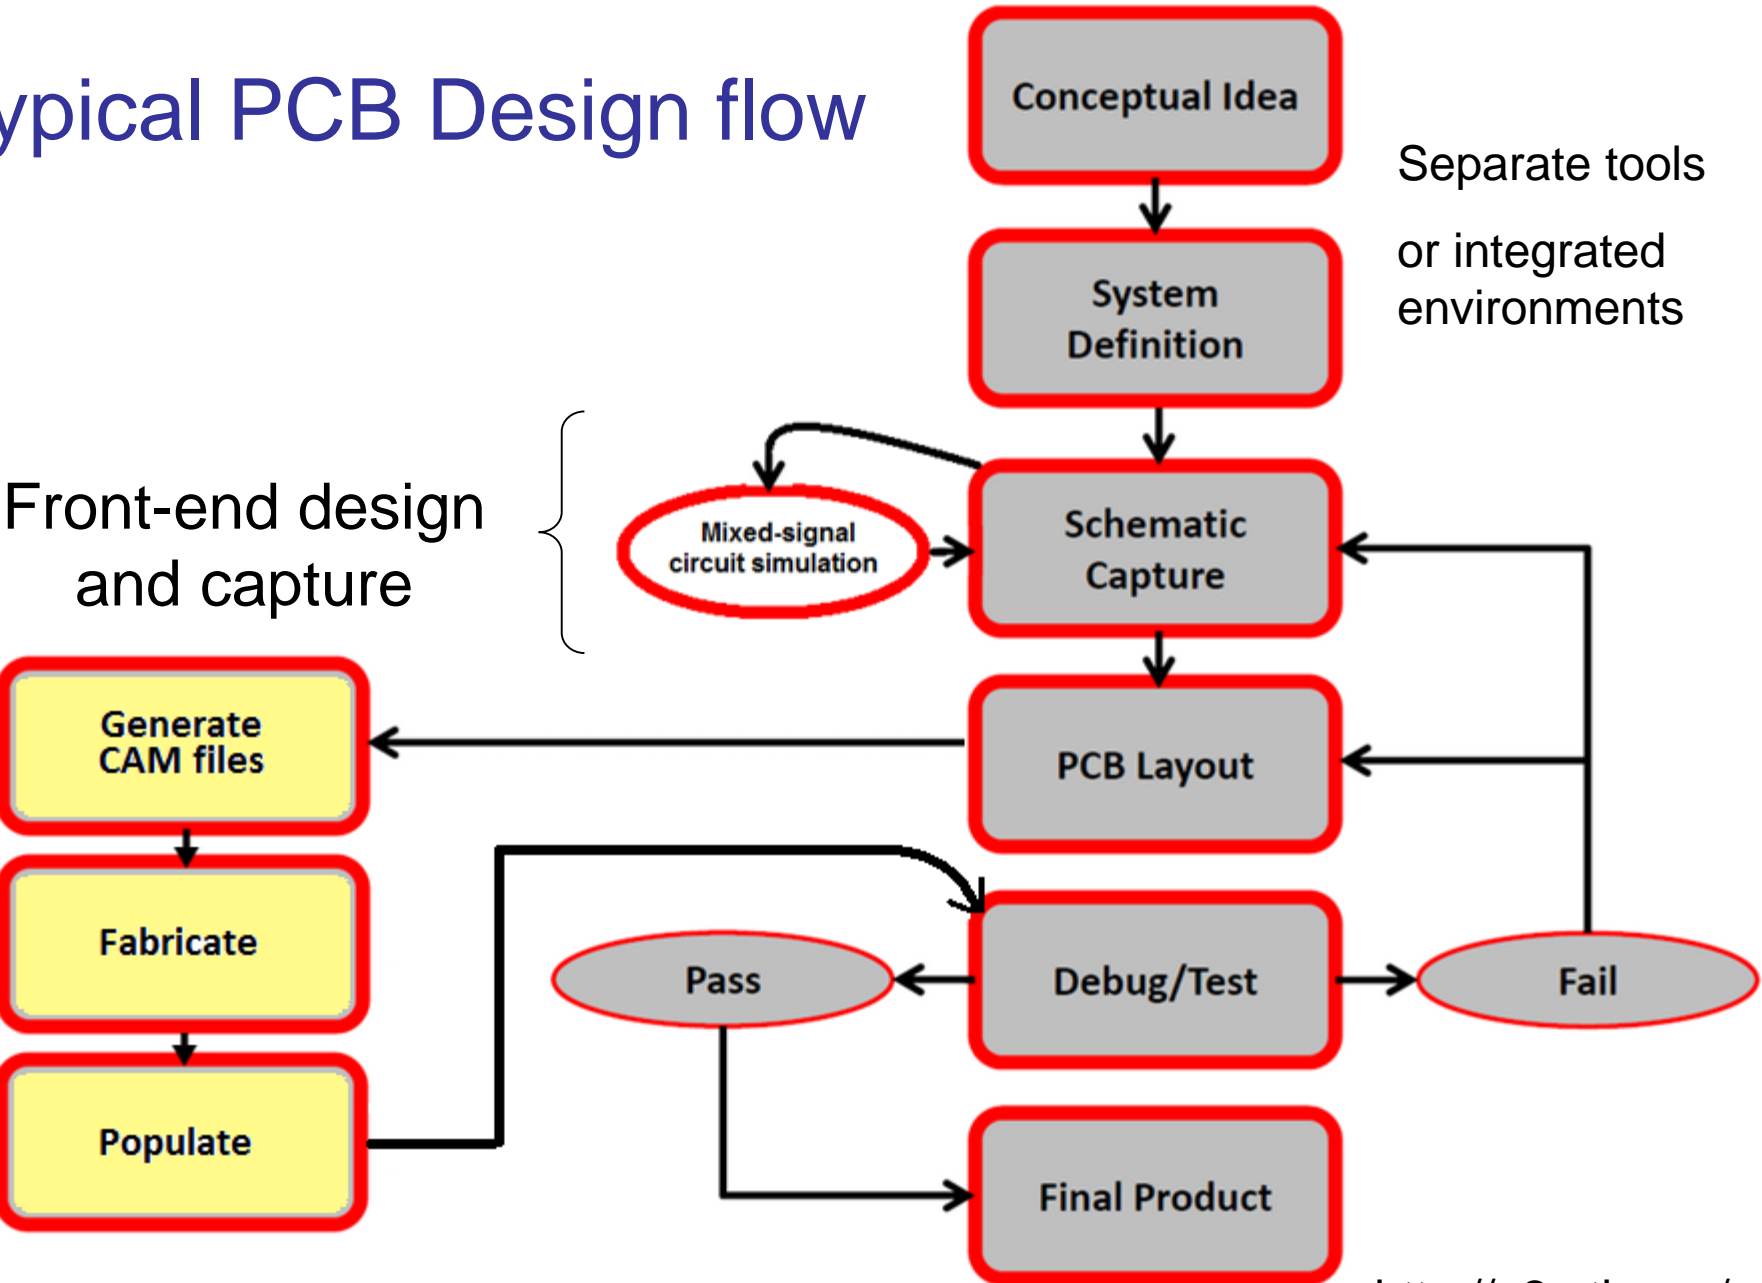 ypical PCB Design flow
Conceptual Idea
Separate tools
or integrated
environments
System
Definition
Front-end design
and capture
Mixed-signal
circuit simulation
Schematic
Capture
Generate
CAM files
PCB Layout
Fabricate
Pass
Debug/Test
Fail
Populate
Final Product